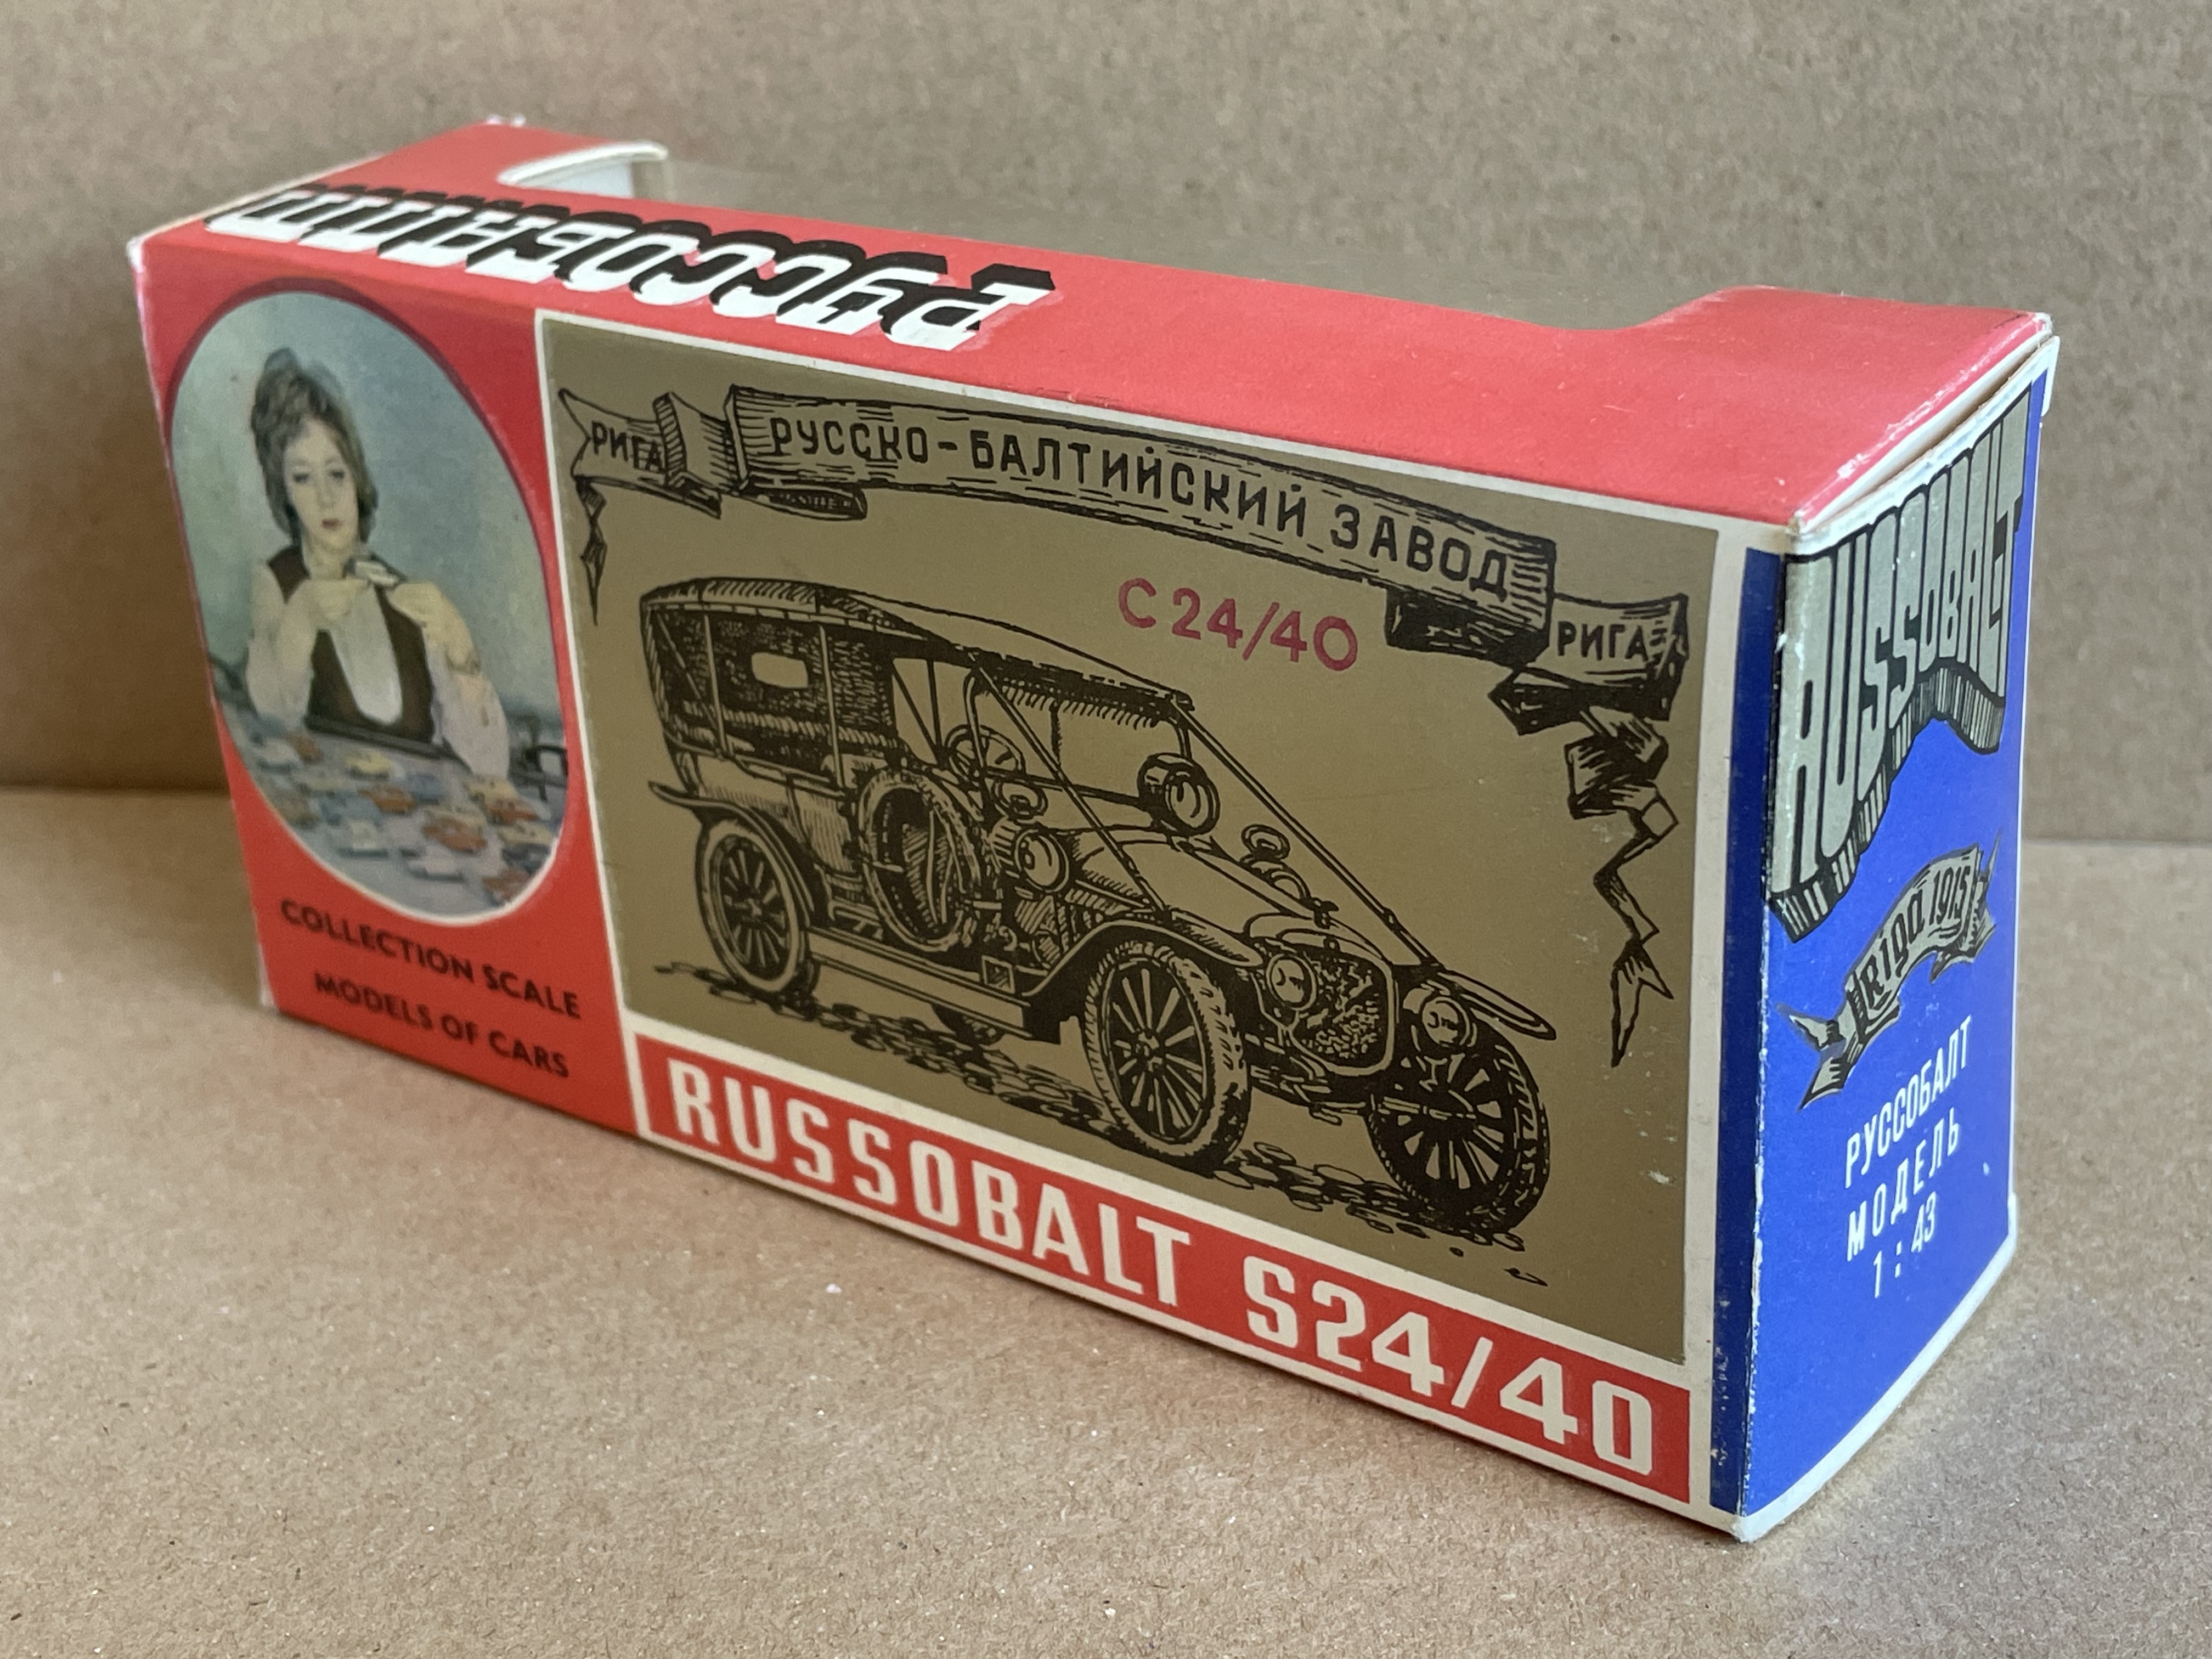 РУССОБАЛТ
РИГА
РУССКО-БАЛТИЙСКИЙ ЗАВОД
РИГА
С24/40
COLLECTION SCALE
MODELS OF CARS
RUSSOBALT S24/40
RUSSOBALT
Riga 1915
РУССОБАЛТ
МОДЕЛЬ
1:43